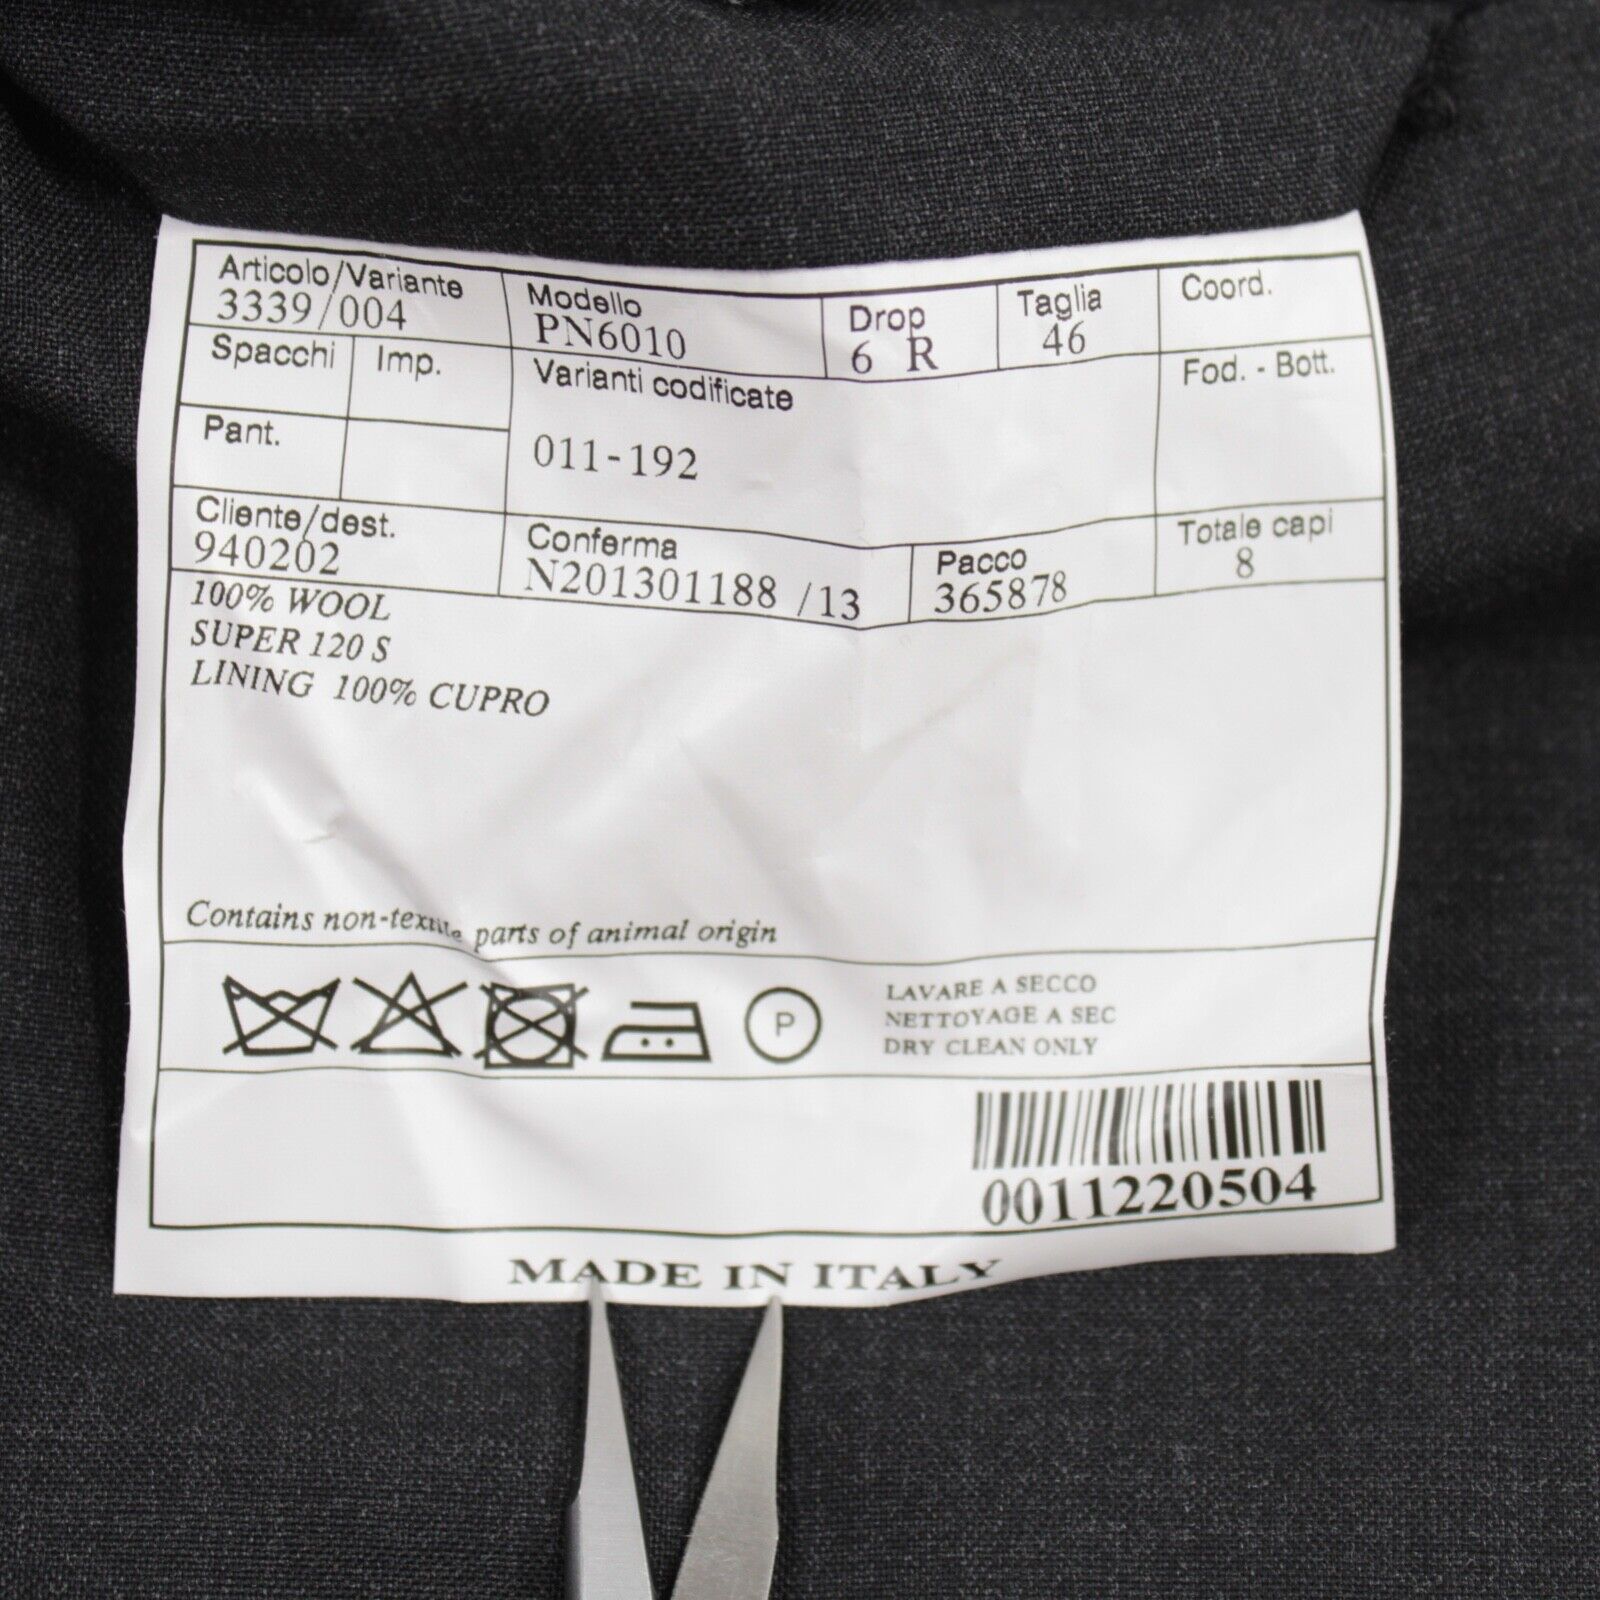 Articolo/Variante Modello Drop Taglia Coord.
3339/004 PN6010 6 R 46
Spacchi Imp. Varianti codificate Fod. - Bott.
Pant.
011-192
Cliente/dest. Conferma Pacco Totale capi
940202 N201301188 /13 365878 8
100% WOOL
SUPER 120 S
LINING 100% CUPRO
Contains non-textile parts of animal origin
P
LAVARE A SECCO
NETTOYAGE A SEC
DRY CLEAN ONLY
0011220504
MADE IN ITALY